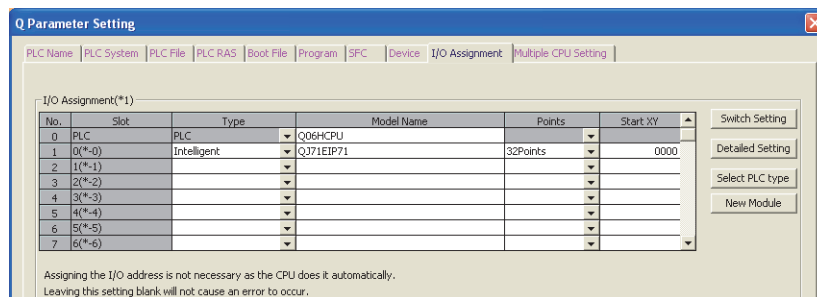 Q Parameter Setting
PLC Name PLC System PLC File PLC RAS Boot File Program SFC Device I/O Assignment Multiple CPU Setting
I/O Assignment(*1)
No. Slot Type Model Name Points Start XY
0 PLC PLC Q06HCPU
1 0(*-0) Intelligent QJ71EIP71 32Points 0000
2 1(*-1)
3 2(*-2)
4 3(*-3)
5 4(*-4)
6 5(*-5)
7 6(*-6)
Switch Setting
Detailed Setting
Select PLC type
New Module
Assigning the I/O address is not necessary as the CPU does it automatically.
Leaving this setting blank will not cause an error to occur.